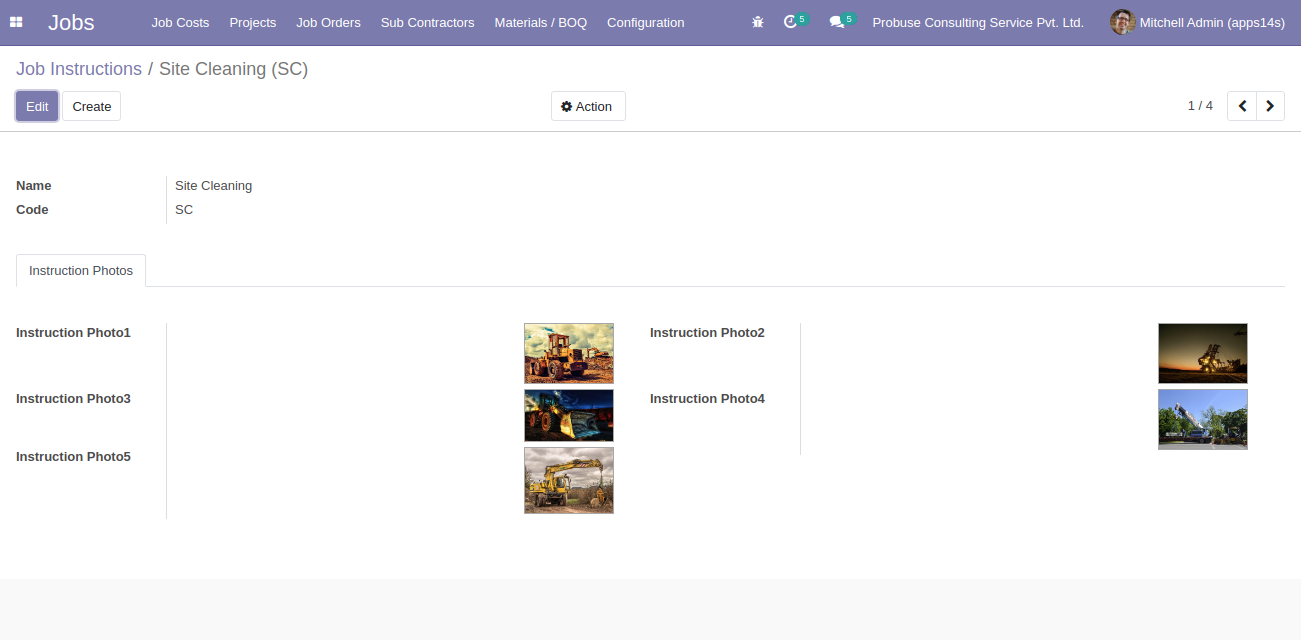 Jobs Job Costs Projects Job Orders Sub Contractors Materials / BOQ Configuration 5 5 Probuse Consulting Service Pvt. Ltd. Mitchell Admin (apps14s)
Job Instructions / Site Cleaning (SC)
Edit Create Action 1 / 4
Name Site Cleaning
Code SC
Instruction Photos
Instruction Photo1 Instruction Photo2
Instruction Photo3 Instruction Photo4
Instruction Photo5